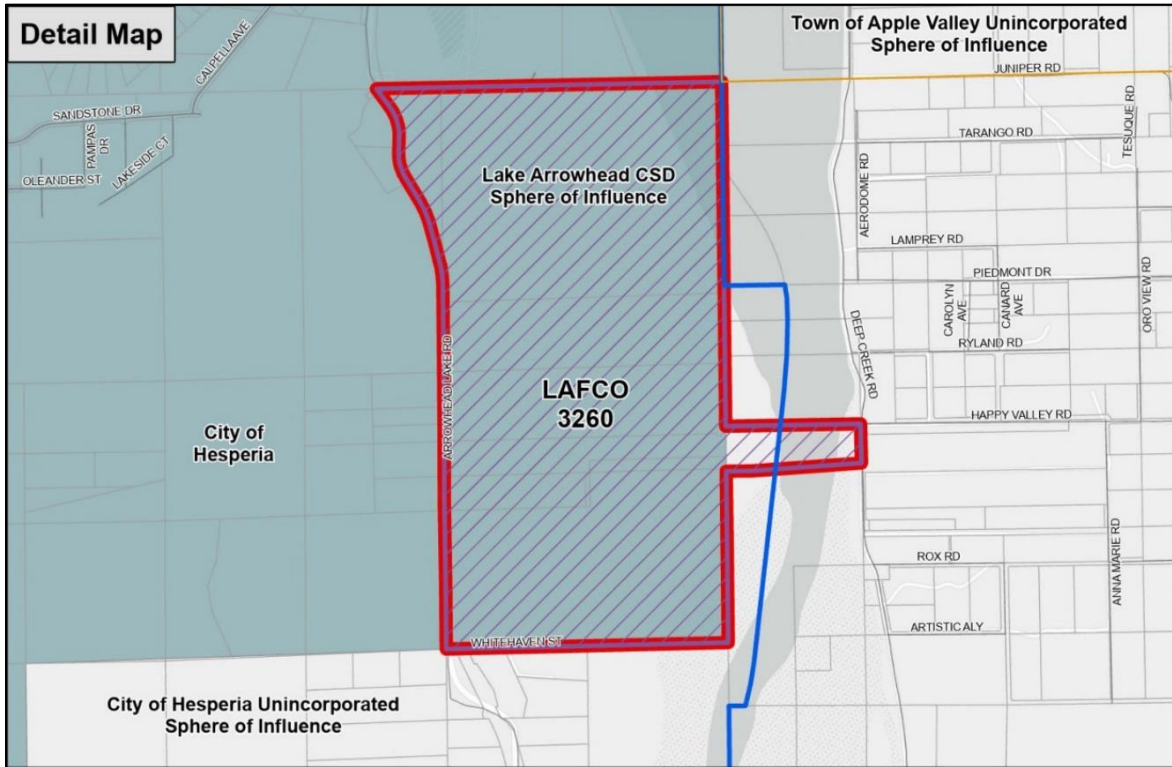 Detail Map
Town of Apple Valley Unincorporated
Sphere of Influence
JUNIPER RD
CALPELLA AVE
SANDSTONE DR
PAMPAS
DR
LAKESIDE CT
OLEANDER ST
TARANGO RD
TESUQUE RD
AERODOME RD
Lake Arrowhead CSD
Sphere of Influence
LAMPREY RD
PIEDMONT DR
CAROLYN
AVE
CANARD
AVE
ORO VIEW RD
RYLAND RD
DEEP CREEK RD
ARROWHEAD LAKE RD
LAFCO
3260
HAPPY VALLEY RD
City of
Hesperia
ANNA MARIE RD
ROX RD
ARTISTIC ALY
WHITEHAVEN ST
City of Hesperia Unincorporated
Sphere of Influence